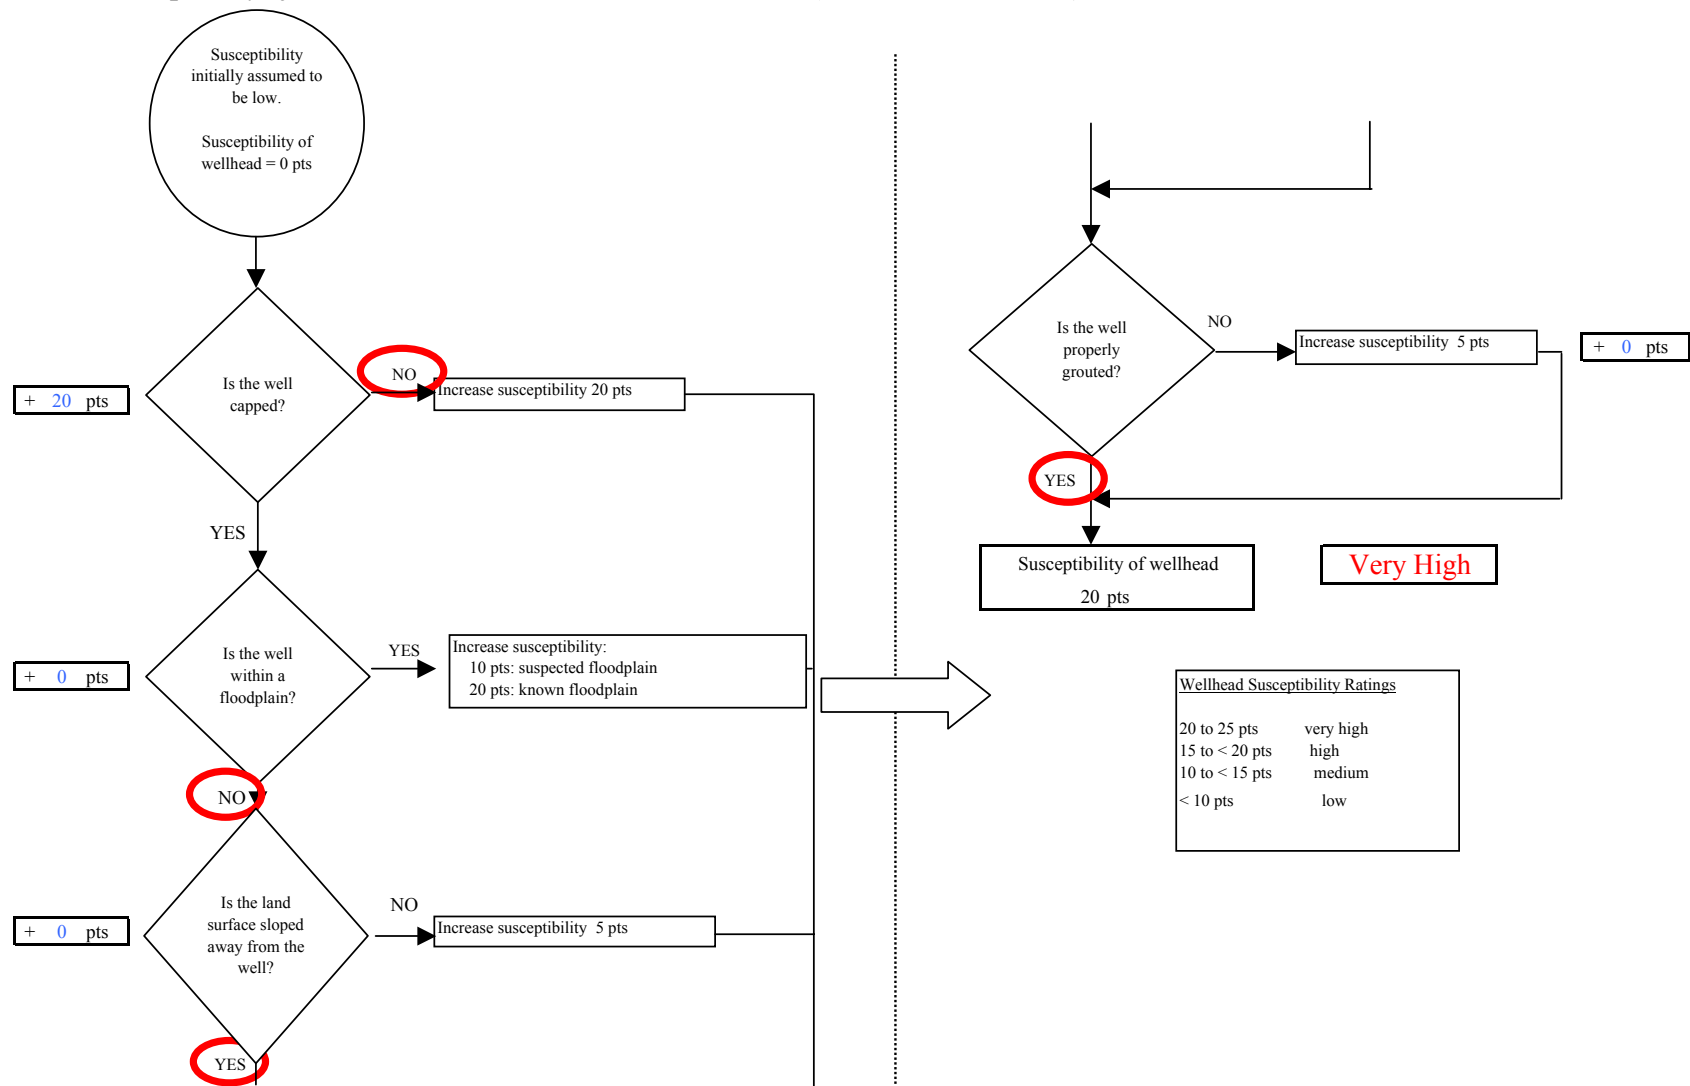 Susceptibility
initially assumed to
be low.
Susceptibility of
wellhead = 0 pts
Is the well
capped?
NO
Increase susceptibility 20 pts
+ 20 pts
YES
Is the well
within a
floodplain?
YES
Increase susceptibility:
10 pts: suspected floodplain
20 pts: known floodplain
+ 0 pts
NO
Is the land
surface sloped
away from the
well?
NO
Increase susceptibility 5 pts
+ 0 pts
YES
Is the well
properly
grouted?
NO
Increase susceptibility 5 pts
+ 0 pts
YES
Susceptibility of wellhead
20 pts
Very High
Wellhead Susceptibility Ratings
20 to 25 pts very high
15 to < 20 pts high
10 to < 15 pts medium
< 10 pts low